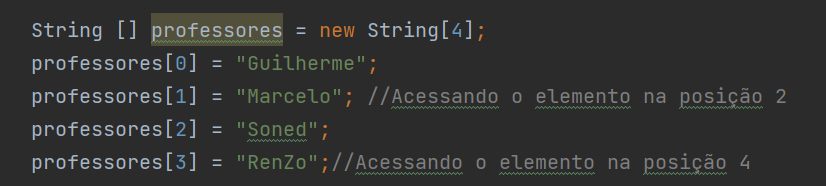 String [] professores = new String[4];
professores[0] = "Guilherme";
professores[1] = "Marcelo"; //Acessando o elemento na posição 2
professores[2] = "Soned";
professores[3] = "RenZo";//Acessando o elemento na posição 4